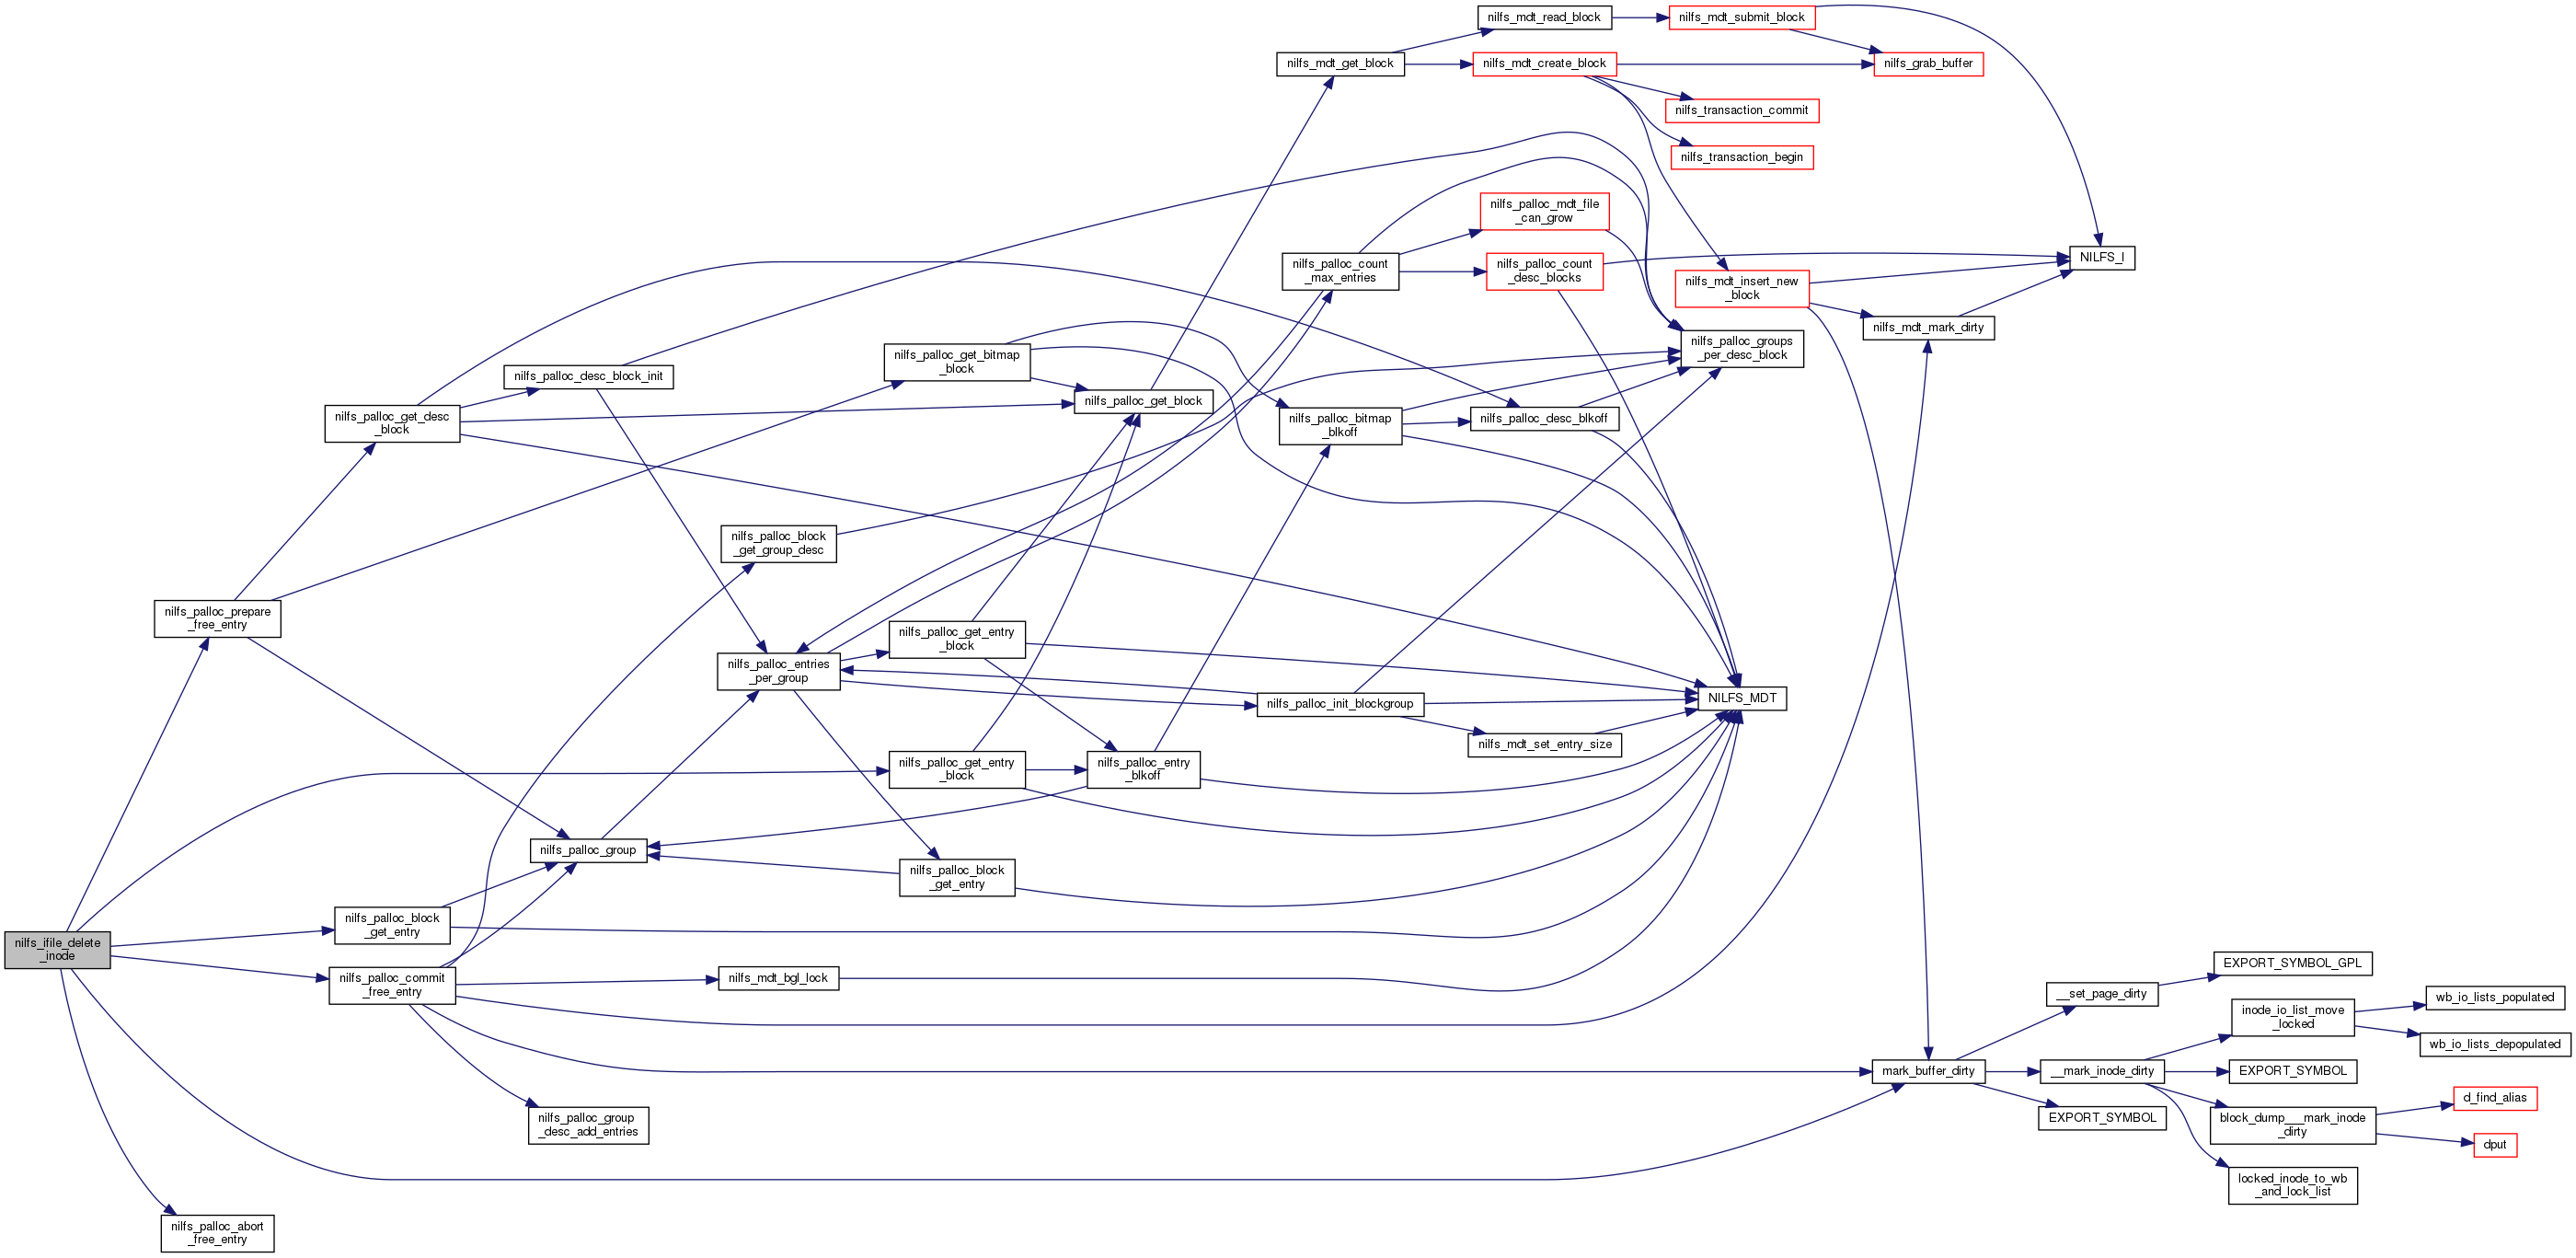 nilfs_mdt_read_block
nilfs_mdt_submit_block
nilfs_mdt_get_block
nilfs_mdt_create_block
nilfs_grab_buffer
nilfs_transaction_commit
nilfs_transaction_begin
nilfs_palloc_mdt_file
_can_grow
nilfs_palloc_count
_max_entries
nilfs_palloc_count
_desc_blocks
nilfs_mdt_insert_new
_block
NILFS_I
nilfs_mdt_mark_dirty
nilfs_palloc_groups
_per_desc_block
nilfs_palloc_get_bitmap
_block
nilfs_palloc_desc_block_init
nilfs_palloc_get_block
nilfs_palloc_get_desc
_block
nilfs_palloc_bitmap
_blkoff
nilfs_palloc_desc_blkoff
nilfs_palloc_block
_get_group_desc
nilfs_palloc_prepare
_free_entry
nilfs_palloc_get_entry
_block
nilfs_palloc_entries
_per_group
nilfs_palloc_init_blockgroup
NILFS_MDT
nilfs_mdt_set_entry_size
nilfs_palloc_get_entry
_block
nilfs_palloc_entry
_blkoff
nilfs_palloc_group
nilfs_palloc_block
_get_entry
nilfs_palloc_block
_get_entry
nilfs_ifile_delete
_inode
nilfs_palloc_commit
_free_entry
nilfs_mdt_bgl_lock
EXPORT_SYMBOL_GPL
__set_page_dirty
inode_io_list_move
_locked
wb_io_lists_populated
wb_io_lists_depopulated
mark_buffer_dirty
__mark_inode_dirty
EXPORT_SYMBOL
EXPORT_SYMBOL
block_dump___mark_inode
_dirty
d_find_alias
dput
nilfs_palloc_group
_desc_add_entries
locked_inode_to_wb
_and_lock_list
nilfs_palloc_abort
_free_entry